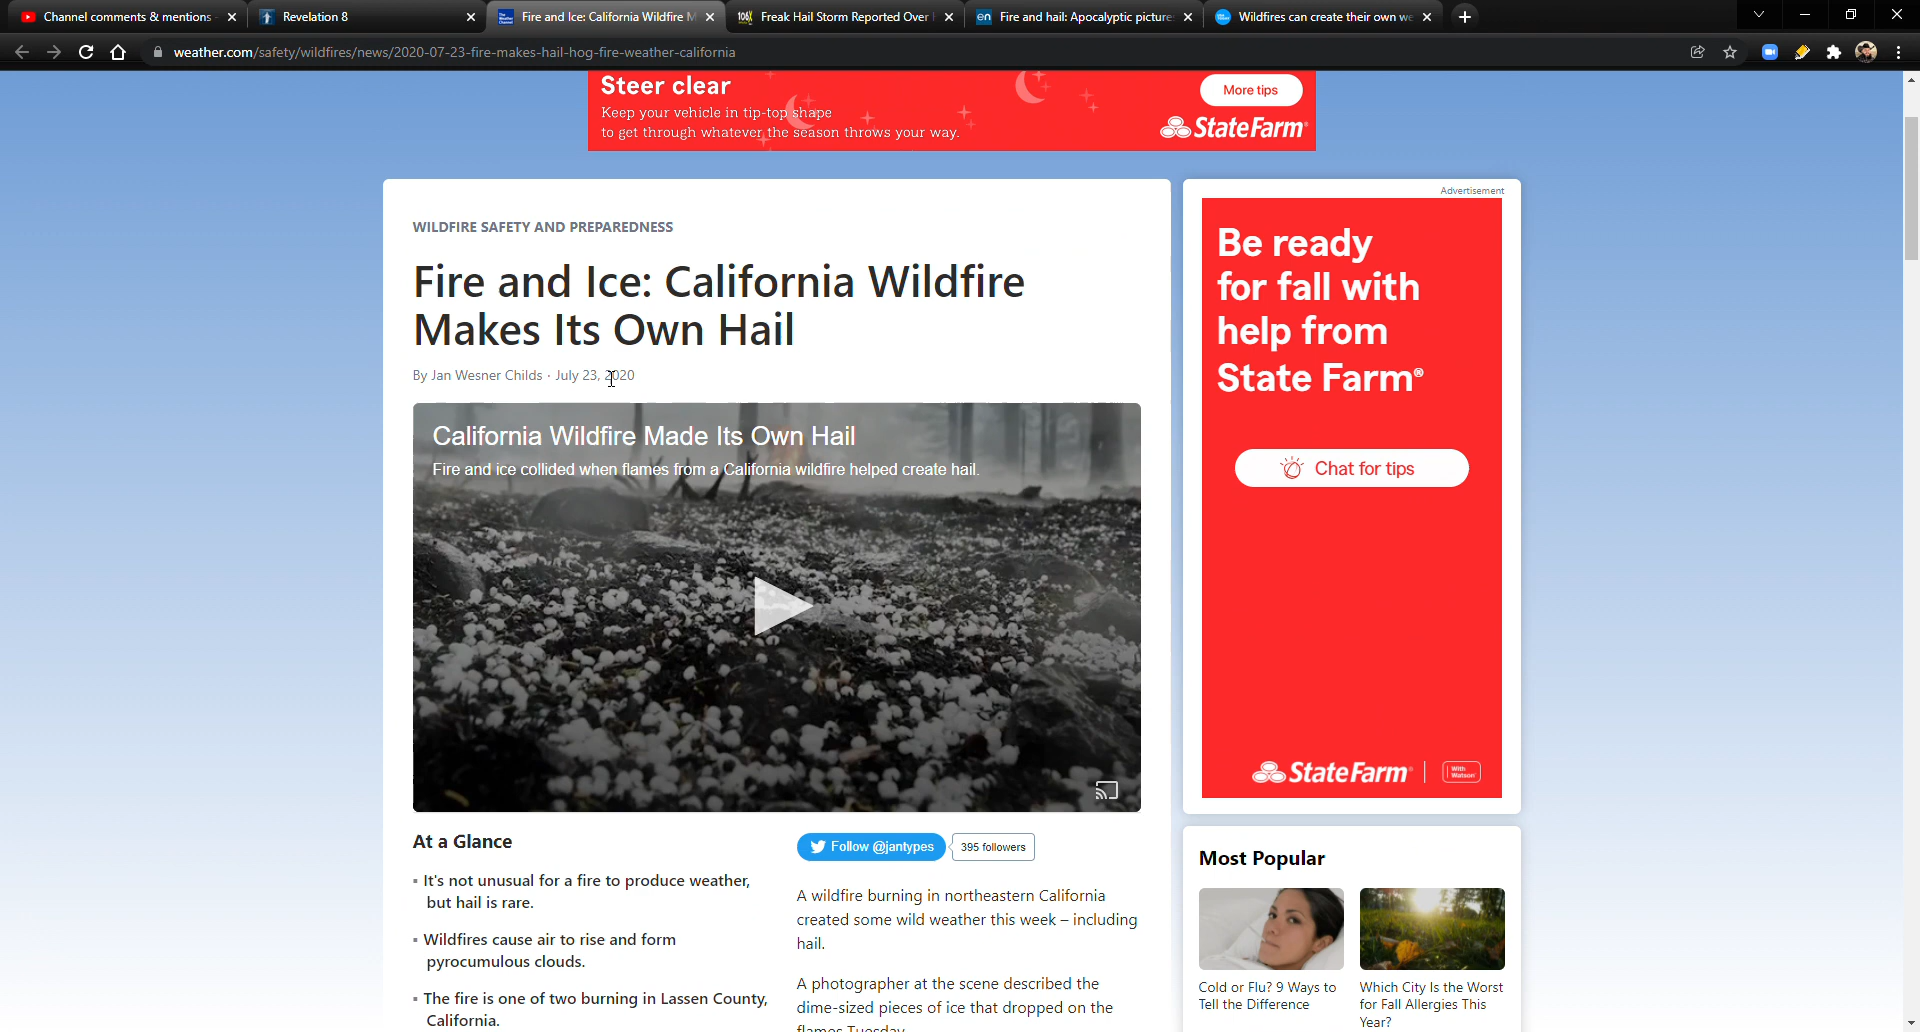 Channel comments & mentions
Revelation 8
Fire and Ice: California Wildfire M
Freak Hail Storm Reported Over
Fire and hail: Apocalyptic picture
Wildfires can create their own we
weather.com/safety/wildfires/news/2020-07-23-fire-makes-hail-hog-fire-weather-california
Steer clear
Keep your vehicle in tip-top shape
to get through whatever the season throws your way.
More tips
StateFarm
WILDFIRE SAFETY AND PREPAREDNESS
Fire and Ice: California Wildfire
Makes Its Own Hail
By Jan Wesner Childs · July 23, 2020
California Wildfire Made Its Own Hail
Fire and ice collided when flames from a California wildfire helped create hail.
At a Glance
It's not unusual for a fire to produce weather,
but hail is rare.
Wildfires cause air to rise and form
pyrocumulous clouds.
The fire is one of two burning in Lassen County,
California.
Follow @jantypes
395 followers
A wildfire burning in northeastern California
created some wild weather this week – including
hail.
A photographer at the scene described the
dime-sized pieces of ice that dropped on the
flames Tuesday
Advertisement
Be ready
for fall with
help from
State Farm®
Chat for tips
StateFarm
With
Watson
Most Popular
Cold or Flu? 9 Ways to
Tell the Difference
Which City Is the Worst
for Fall Allergies This
Year?